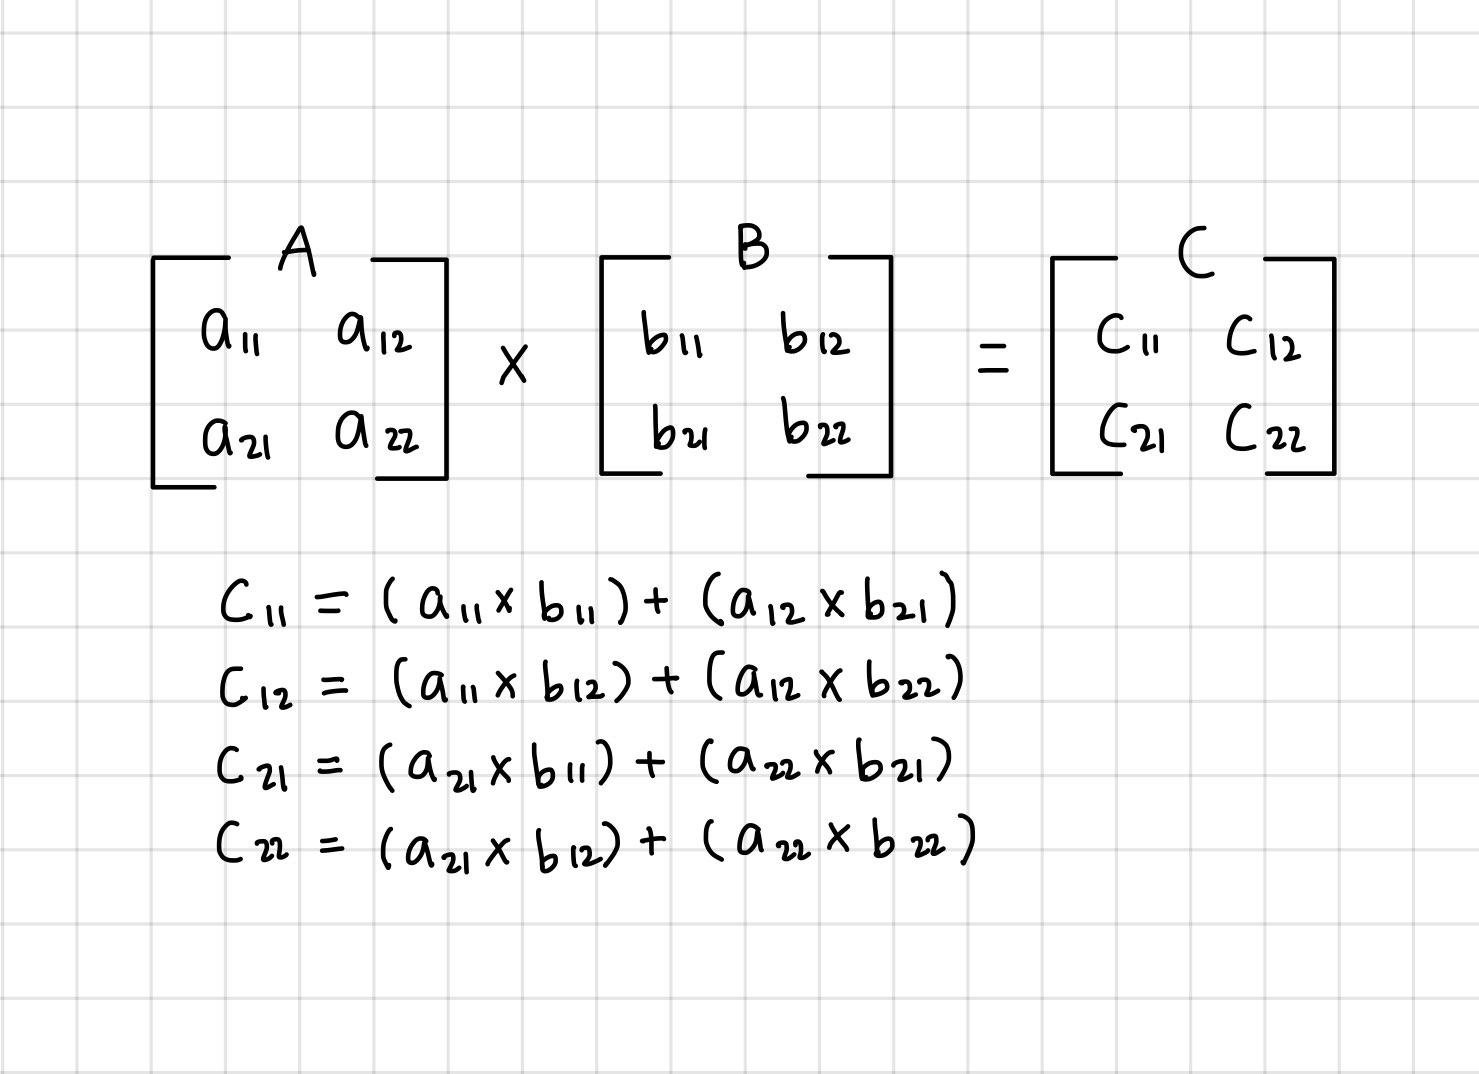 A B C
a₁₁ a₁₂ b₁₁ b₁₂ C₁₁ C₁₂
x =
a₂₁ a₂₂ b₂₁ b₂₂ C₂₁ C₂₂
C₁₁ = (a₁₁ x b₁₁) + (a₁₂ x b₂₁)
C₁₂ = (a₁₁ x b₁₂) + (a₁₂ x b₂₂)
C₂₁ = (a₂₁ x b₁₁) + (a₂₂ x b₂₁)
C₂₂ = (a₂₁ x b₁₂) + (a₂₂ x b₂₂)